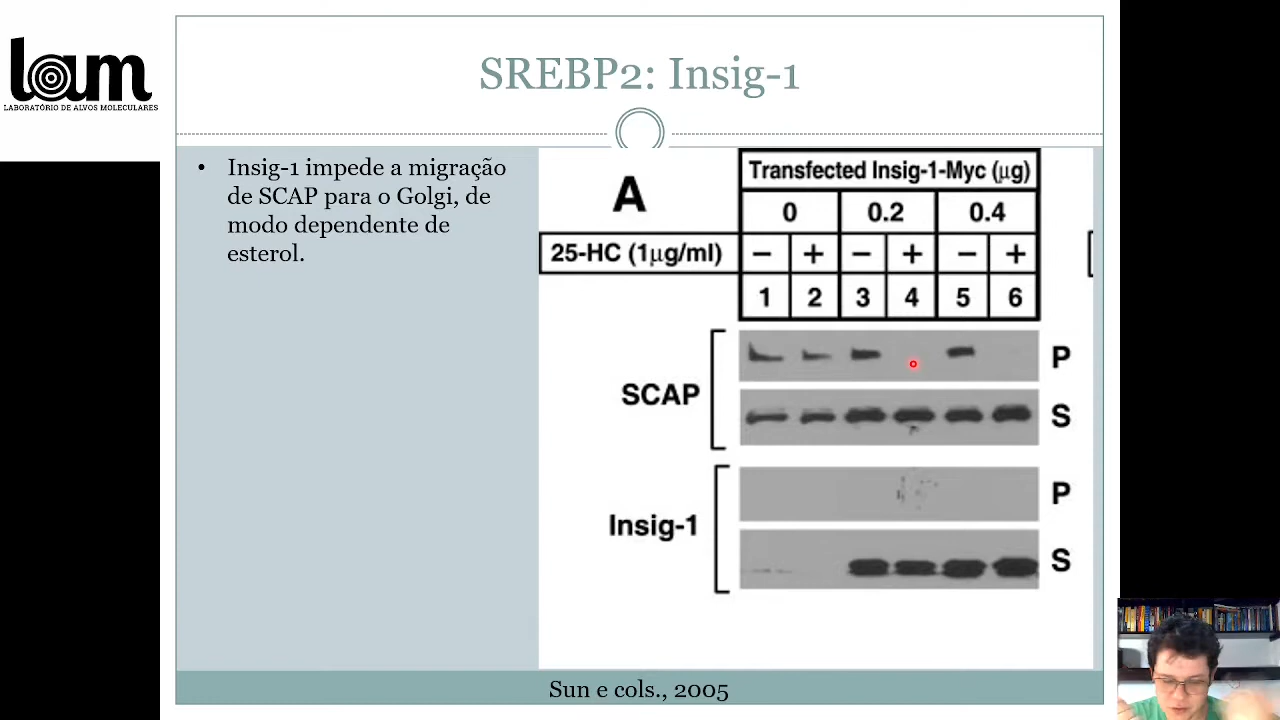 lam
LABORATÓRIO DE ALVOS MOLECULARES
SREBP2: Insig-1
• Insig-1 impede a migração
de SCAP para o Golgi, de
modo dependente de
esterol.
A
Transfected Insig-1-Myc (µg)
0 0.2 0.4
25-HC (1µg/ml) − + − + − +
1 2 3 4 5 6
SCAP
P
S
Insig-1
P
S
Sun e cols., 2005